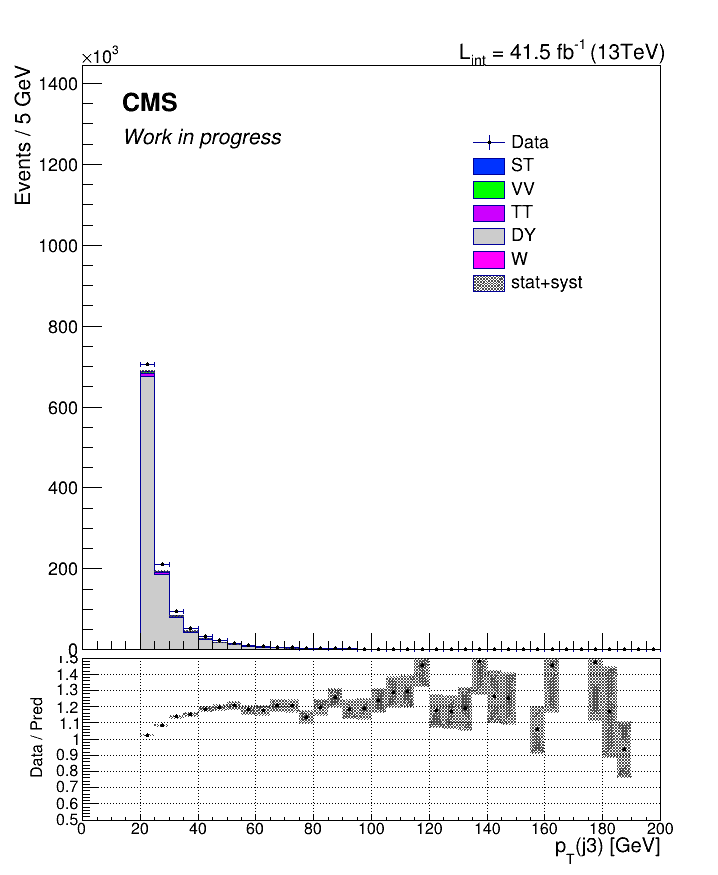 ×10³
L_int = 41.5 fb⁻¹ (13TeV)
Events / 5 GeV
1400
1200
1000
800
600
400
200
0
CMS
Work in progress
Data
ST
VV
TT
DY
W
stat+syst
Data / Pred
1.5
1.4
1.3
1.2
1.1
1
0.9
0.8
0.7
0.6
0.5
0 20 40 60 80 100 120 140 160 180 200
p_T(j3) [GeV]